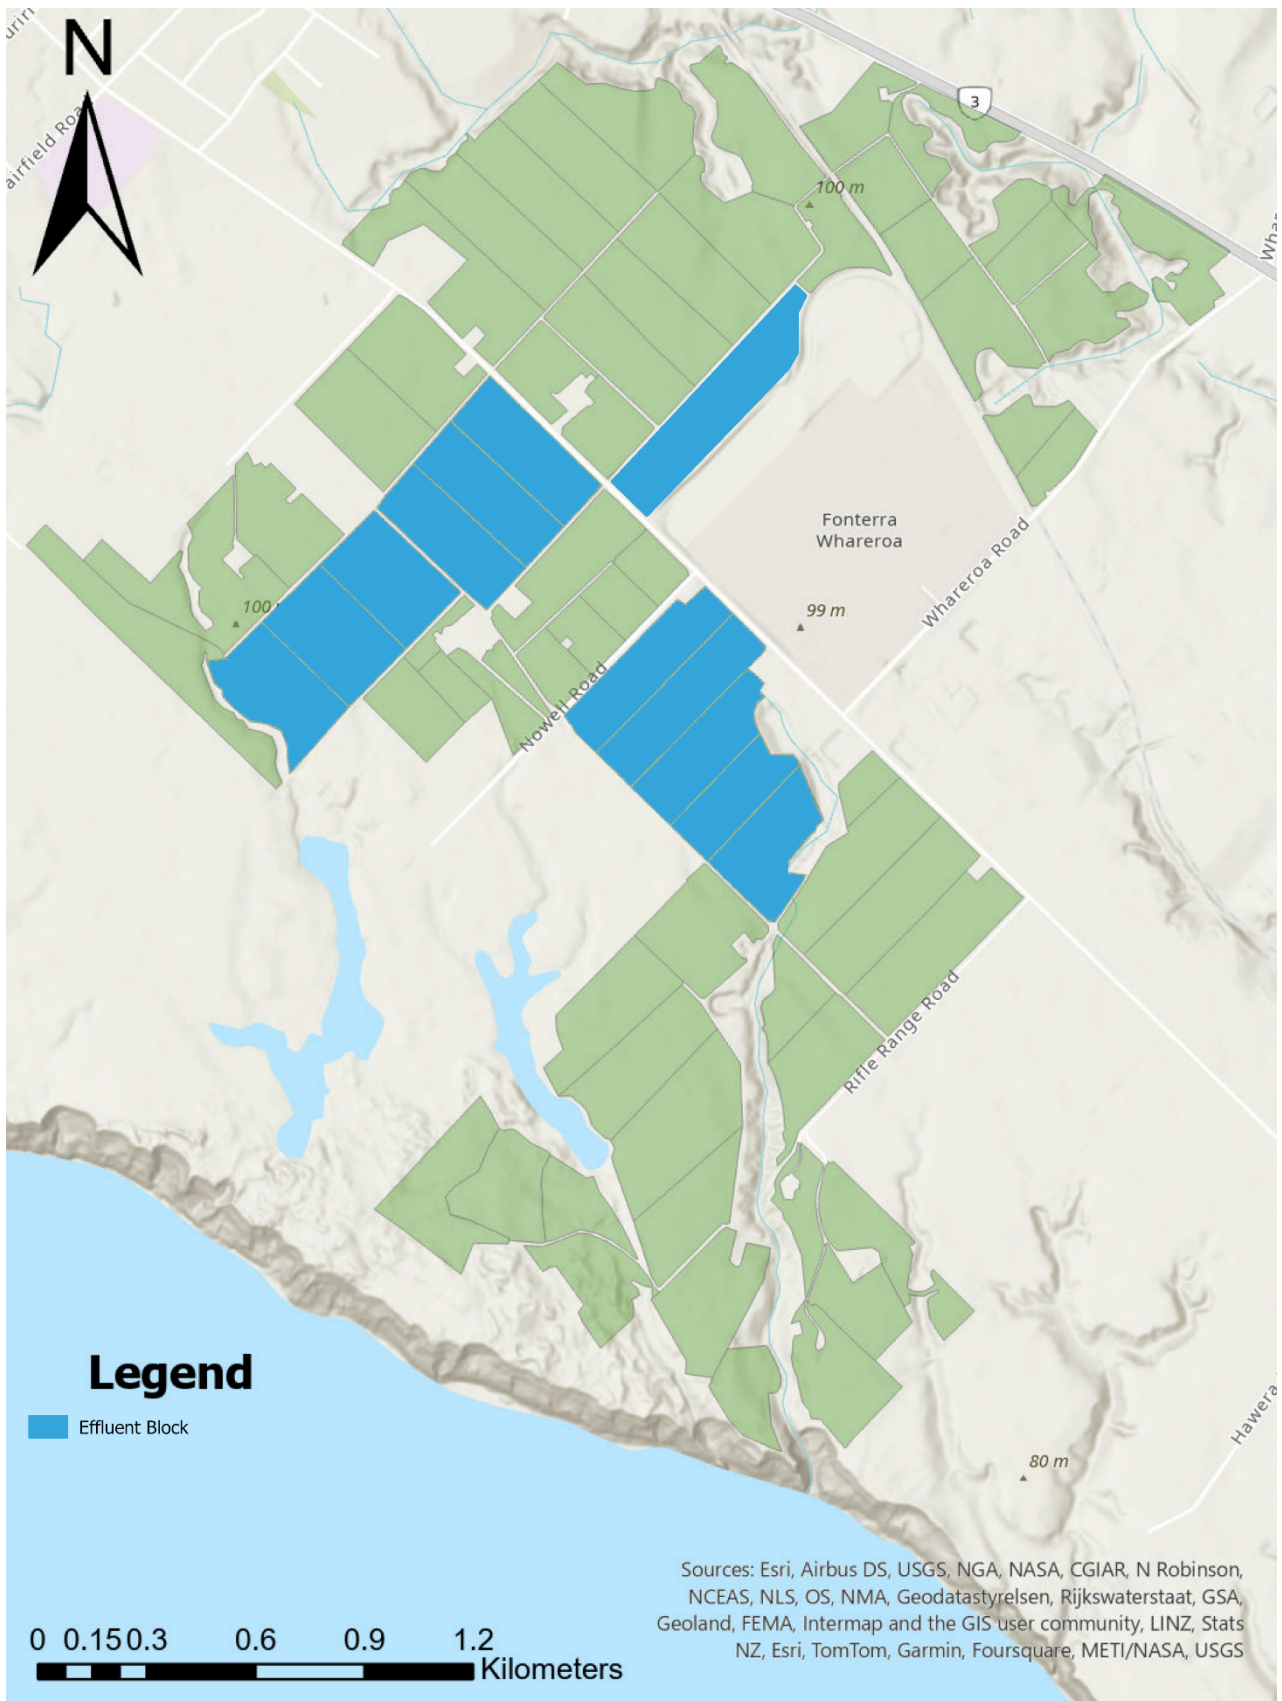 N
airfield Roa
3
100 m
Fonterra
Whareroa
Whareroa Road
99 m
100
Nowell Road
Rifle Range Road
Legend
Effluent Block
Hawera
80 m
Sources: Esri, Airbus DS, USGS, NGA, NASA, CGIAR, N Robinson,
NCEAS, NLS, OS, NMA, Geodatastyrelsen, Rijkswaterstaat, GSA,
Geoland, FEMA, Intermap and the GIS user community, LINZ, Stats
NZ, Esri, TomTom, Garmin, Foursquare, METI/NASA, USGS
0 0.15 0.3 0.6 0.9 1.2
Kilometers